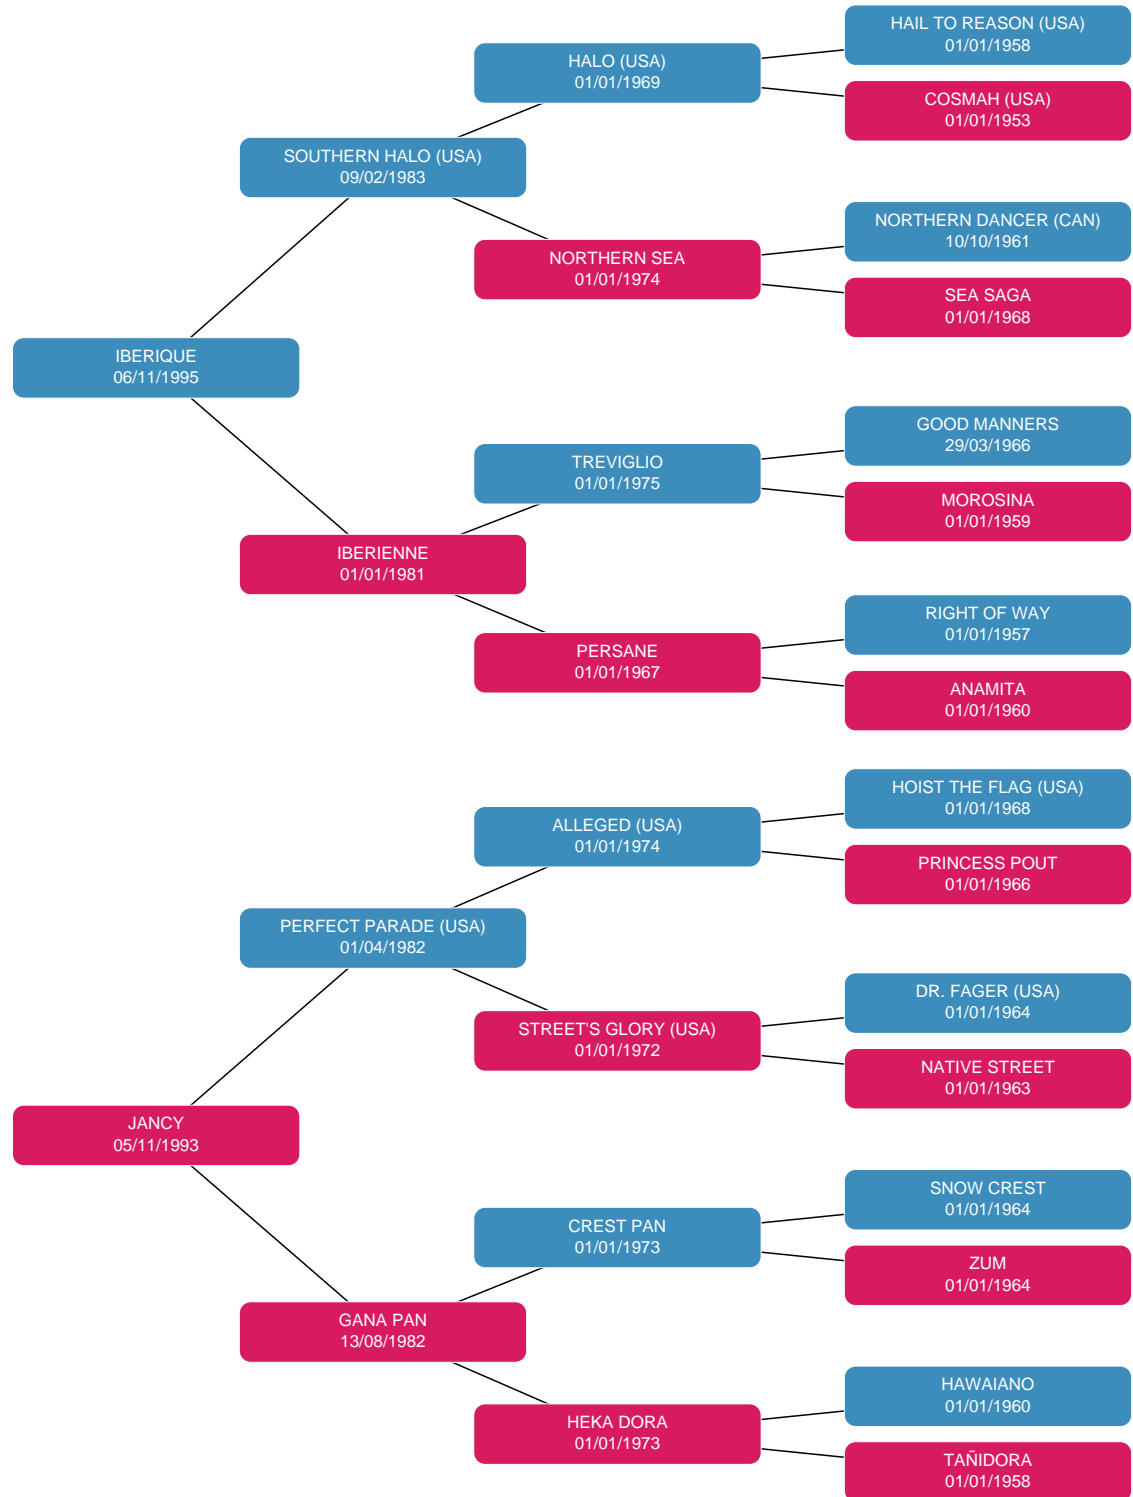 HAIL TO REASON (USA)
01/01/1958
HALO (USA)
01/01/1969
COSMAH (USA)
01/01/1953
SOUTHERN HALO (USA)
09/02/1983
NORTHERN DANCER (CAN)
10/10/1961
NORTHERN SEA
01/01/1974
SEA SAGA
01/01/1968
IBERIQUE
06/11/1995
GOOD MANNERS
29/03/1966
TREVIGLIO
01/01/1975
MOROSINA
01/01/1959
IBERIENNE
01/01/1981
RIGHT OF WAY
01/01/1957
PERSANE
01/01/1967
ANAMITA
01/01/1960
HOIST THE FLAG (USA)
01/01/1968
ALLEGED (USA)
01/01/1974
PRINCESS POUT
01/01/1966
PERFECT PARADE (USA)
01/04/1982
DR. FAGER (USA)
01/01/1964
STREET'S GLORY (USA)
01/01/1972
NATIVE STREET
01/01/1963
JANCY
05/11/1993
SNOW CREST
01/01/1964
CREST PAN
01/01/1973
ZUM
01/01/1964
GANA PAN
13/08/1982
HAWAIANO
01/01/1960
HEKA DORA
01/01/1973
TAÑIDORA
01/01/1958